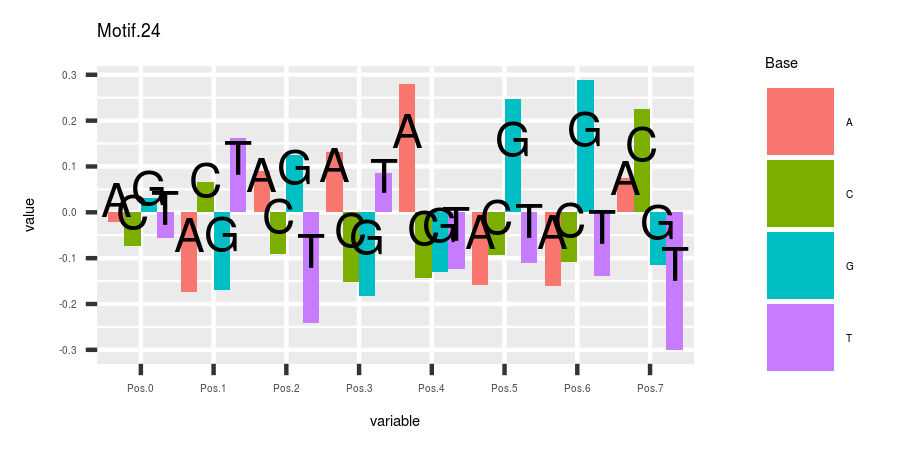 Motif.24
Base
0.3
0.2
0.1
0.0
-0.1
-0.2
-0.3
value
A C G T
A C G T
A C G T
A C G T
A C G T
A C G T
A C G T
A C G T
Pos.0 Pos.1 Pos.2 Pos.3 Pos.4 Pos.5 Pos.6 Pos.7
variable
A
C
G
T